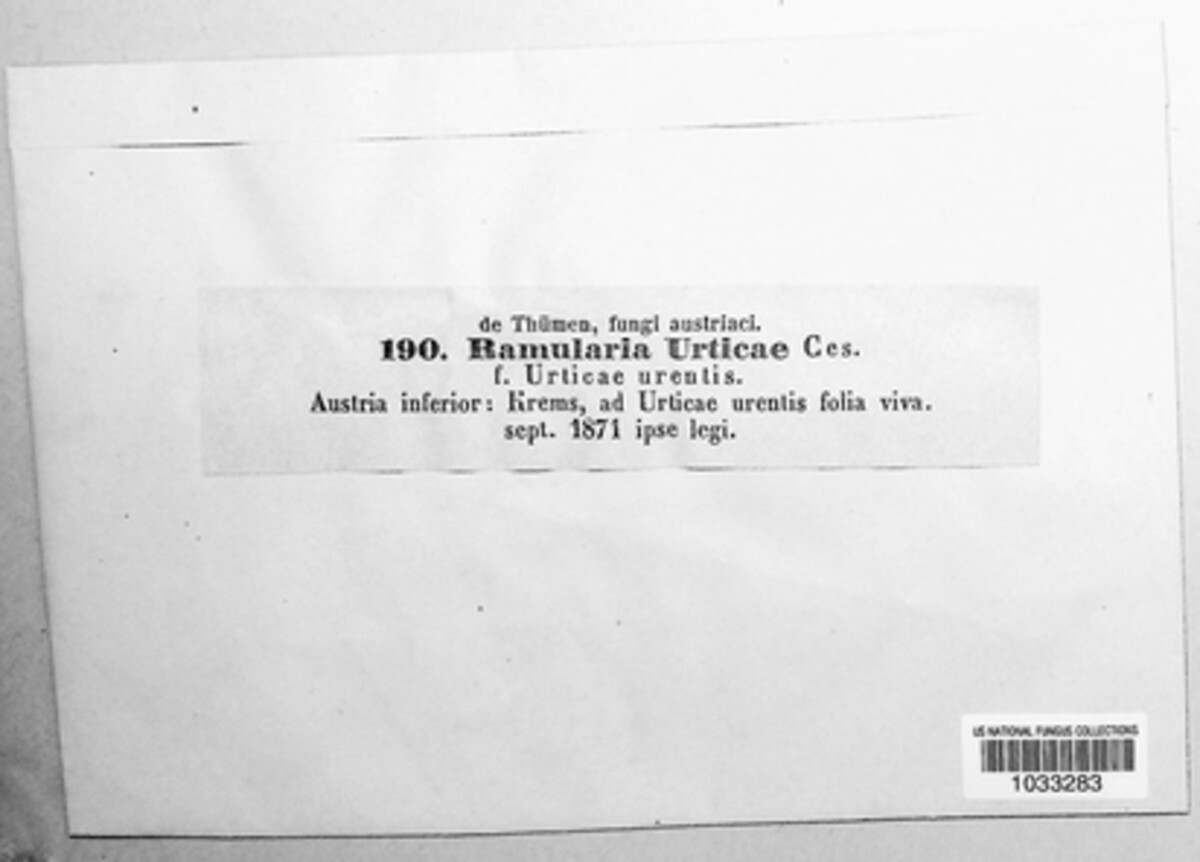 de Thümen, fungi austriaci.
190. Ramularia Urticae Ces.
f. Urticae urentis.
Austria inferior: Krems, ad Urticae urentis folia viva.
sept. 1871 ipse legi.
US NATIONAL FUNGUS COLLECTIONS
1033283